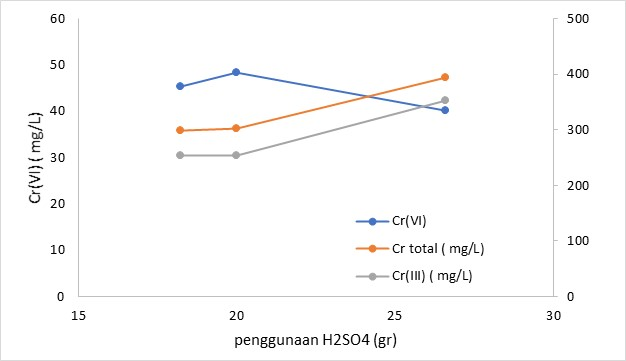 60
50
40
30
20
10
0
Cr(VI) ( mg/L)
500
400
300
200
100
0
Cr(VI)
Cr total ( mg/L)
Cr(III) ( mg/L)
15 20 25 30
penggunaan H2SO4 (gr)